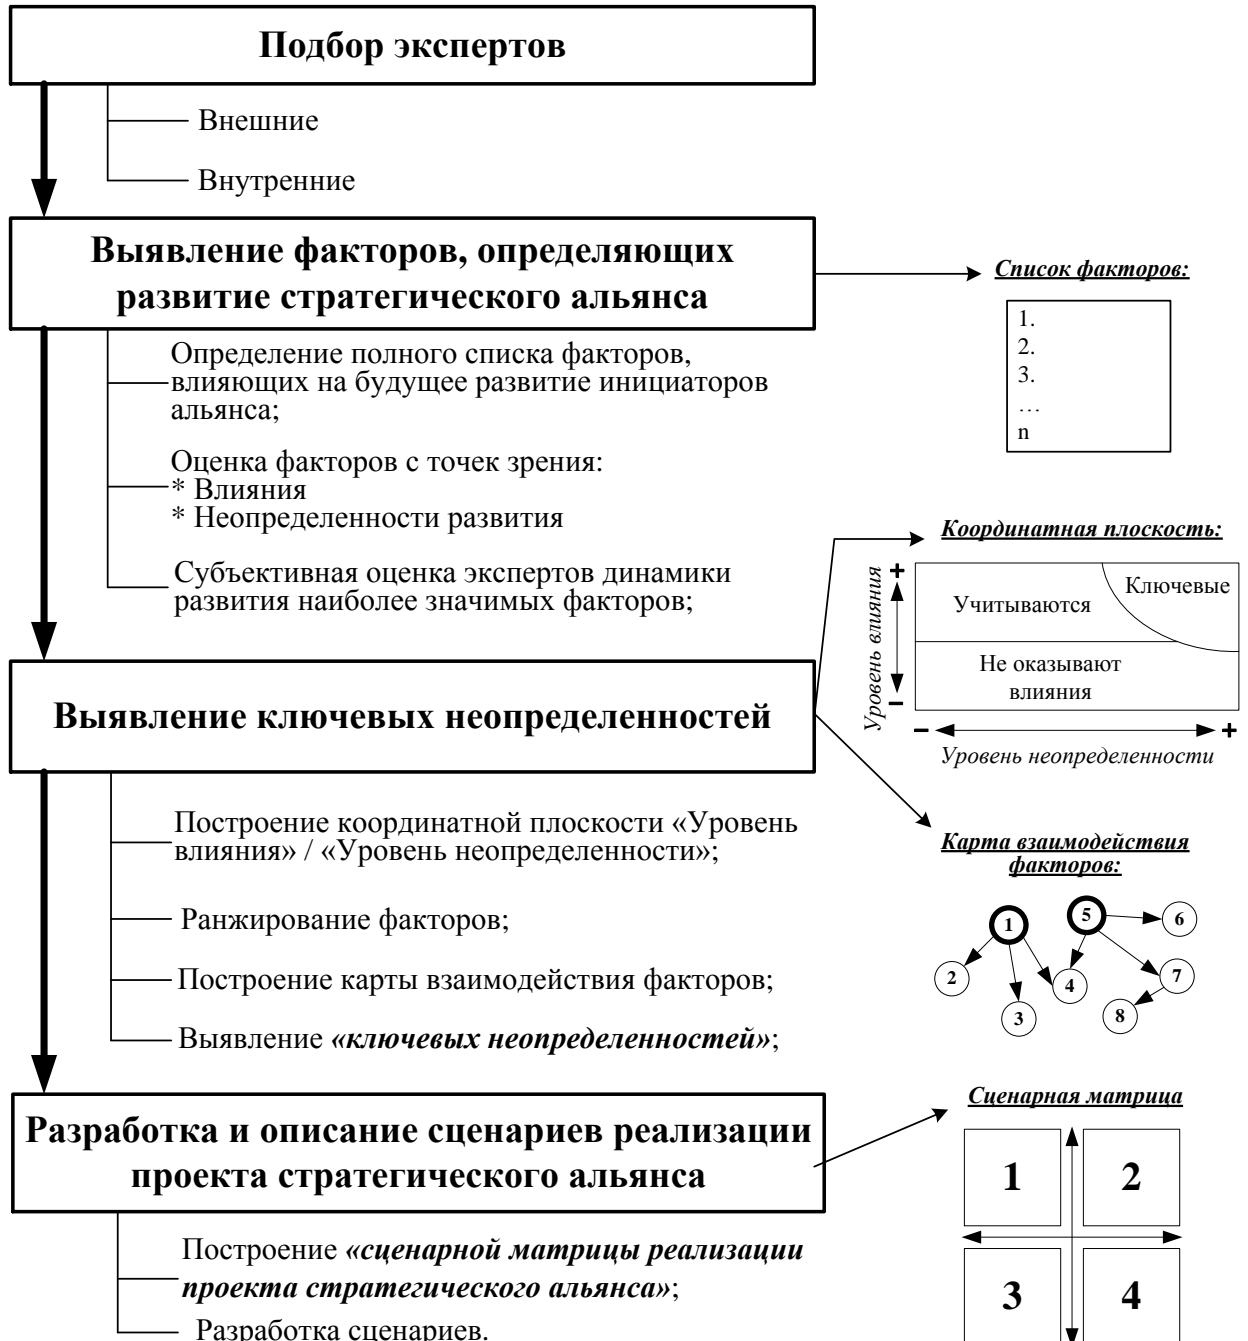 Подбор экспертов
Внешние
Внутренние
Выявление факторов, определяющих
развитие стратегического альянса
Список факторов:
1.
2.
3.
…
n
Определение полного списка факторов,
влияющих на будущее развитие инициаторов
альянса;
Оценка факторов с точек зрения:
* Влияния
* Неопределенности развития
Субъективная оценка экспертов динамики
развития наиболее значимых факторов;
Выявление ключевых неопределенностей
Координатная плоскость:
Уровень влияния
+
–
Учитываются
Ключевые
Не оказывают
влияния
– +
Уровень неопределенности
Построение координатной плоскости «Уровень
влияния» / «Уровень неопределенности»;
Ранжирование факторов;
Построение карты взаимодействия факторов;
Выявление «ключевых неопределенностей»;
Карта взаимодействия
факторов:
1
5
6
2
4
7
3
8
Разработка и описание сценариев реализации
проекта стратегического альянса
Построение «сценарной матрицы реализации
проекта стратегического альянса»;
Разработка сценариев.
Сценарная матрица
1 2
3 4